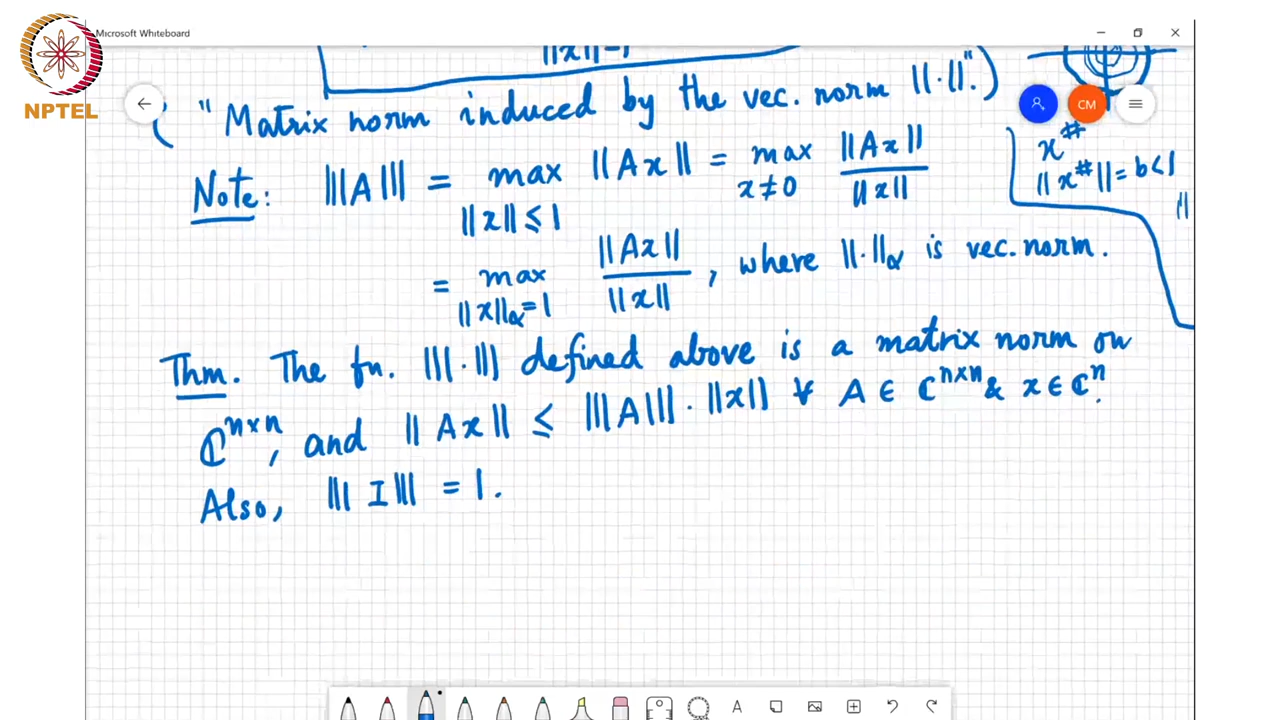 Microsoft Whiteboard
NPTEL
||x||=1
("Matrix norm induced by the vec. norm ||·||".)
CM
Note: |||A||| = max ||Ax|| = max ||Ax||
||x|| ≤ 1 x≠0 ||x||
= max ||Ax|| , where ||·||α is vec. norm.
||x||α=1 ||x||
x#
||x#|| = b<1
||
Thm. The fn. |||·||| defined above is a matrix norm on
ℂn×n, and ||Ax|| ≤ |||A|||·||x|| ∀ A ∈ ℂn×n & x ∈ ℂn.
Also, ||| I ||| = 1.
A